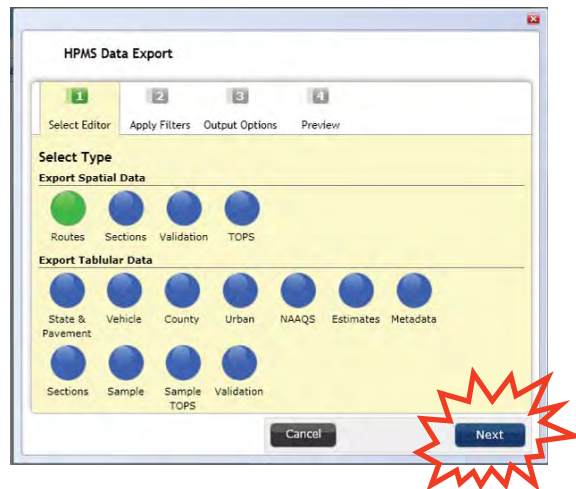 HPMS Data Export
1 2 3 4
Select Editor Apply Filters Output Options Preview
Select Type
Export Spatial Data
Routes Sections Validation TOPS
Export Tablular Data
State & Pavement Vehicle County Urban NAAQS Estimates Metadata
Sections Sample Sample TOPS Validation
Cancel Next